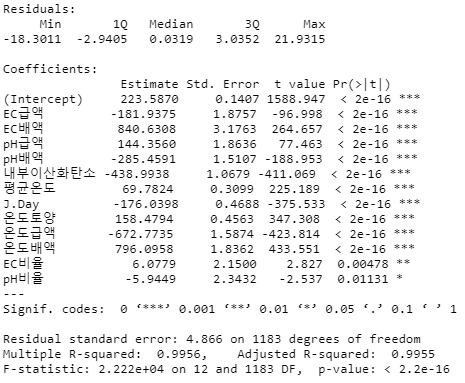 Residuals:
Min 1Q Median 3Q Max
-18.3011 -2.9405 0.0319 3.0352 21.9315
Coefficients:
Estimate Std. Error t value Pr(>|t|)
(Intercept) 223.5870 0.1407 1588.947 < 2e-16 ***
EC급액 -181.9375 1.8757 -96.998 < 2e-16 ***
EC배액 840.6308 3.1763 264.657 < 2e-16 ***
pH급액 144.3560 1.8636 77.463 < 2e-16 ***
pH배액 -285.4591 1.5107 -188.953 < 2e-16 ***
내부이산화탄소 -438.9938 1.0679 -411.069 < 2e-16 ***
평균온도 69.7824 0.3099 225.189 < 2e-16 ***
J.Day -176.0398 0.4688 -375.533 < 2e-16 ***
온도토양 158.4794 0.4563 347.308 < 2e-16 ***
온도급액 -672.7735 1.5874 -423.814 < 2e-16 ***
온도배액 796.0958 1.8362 433.551 < 2e-16 ***
EC비율 6.0779 2.1500 2.827 0.00478 **
pH비율 -5.9449 2.3432 -2.537 0.01131 *
---
Signif. codes: 0 ‘***’ 0.001 ‘**’ 0.01 ‘*’ 0.05 ‘.’ 0.1 ‘ ’ 1
Residual standard error: 4.866 on 1183 degrees of freedom
Multiple R-squared: 0.9956, Adjusted R-squared: 0.9955
F-statistic: 2.222e+04 on 12 and 1183 DF, p-value: < 2.2e-16